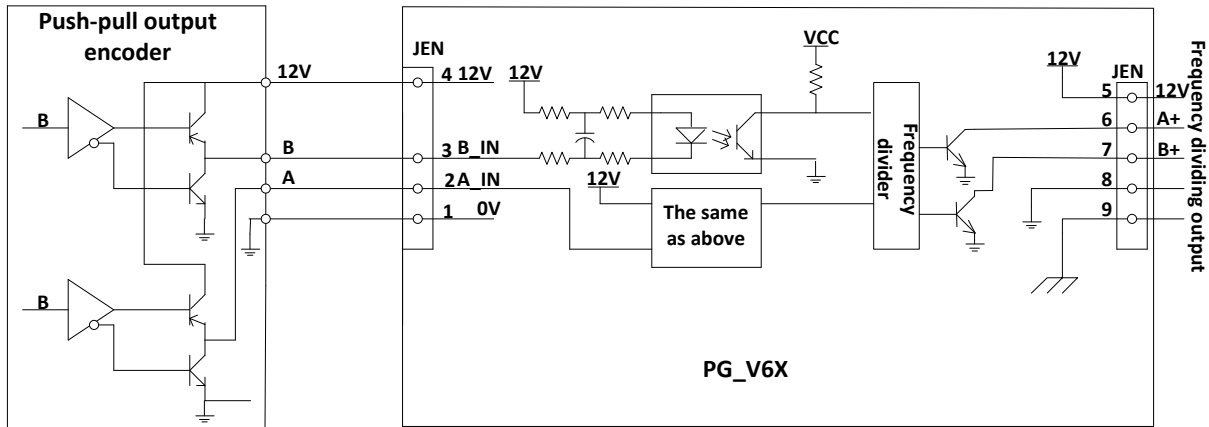 Push-pull output
encoder
B
B
12V
B
A
JEN
4 12V
3 B_IN
2 A_IN
1 0V
12V
12V
VCC
The same
as above
Frequency
divider
PG_V6X
12V
JEN
5 12V
6 A+
7 B+
8
9
Frequency dividing output